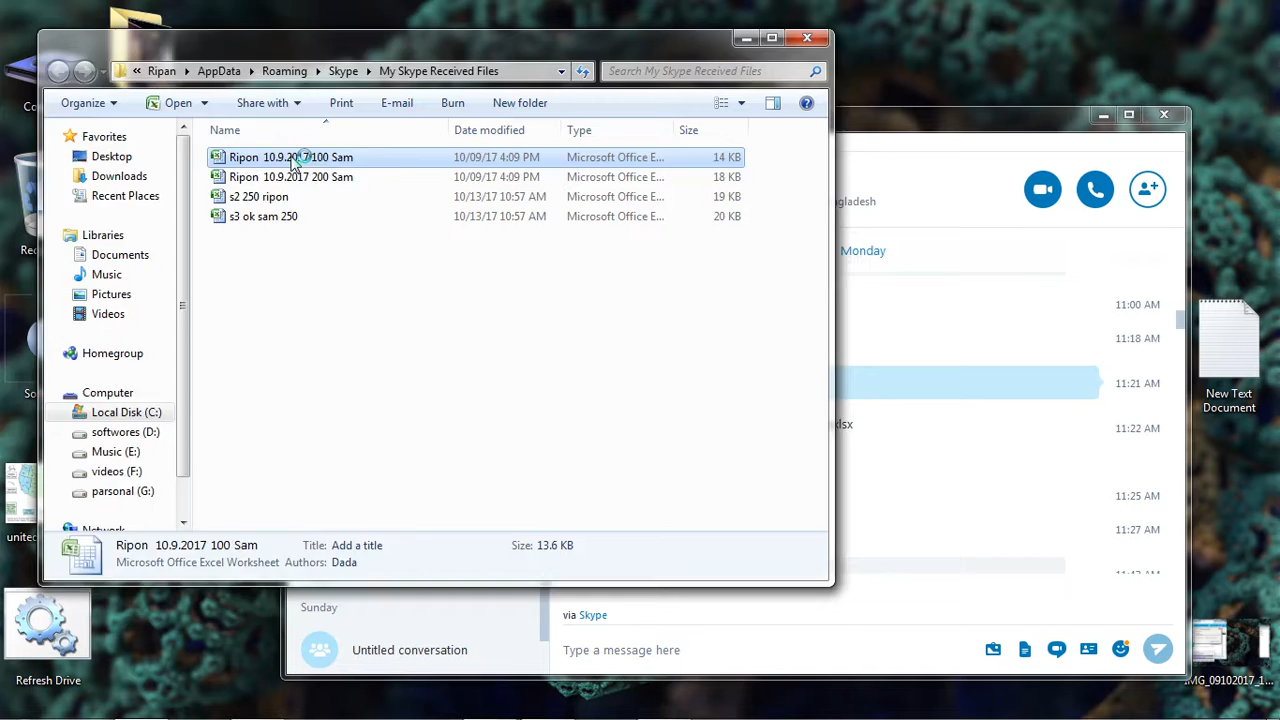 Ripan
AppData
Roaming
Skype
My Skype Received Files
Search My Skype Received Files
Organize
Open
Share with
Print
E-mail
Burn
New folder
Name
Date modified
Type
Size
Favorites
Desktop
Downloads
Recent Places
Libraries
Documents
Music
Pictures
Videos
Homegroup
Computer
Local Disk (C:)
softwores (D:)
Music (E:)
videos (F:)
parsonal (G:)
Network
Ripon 10.9.2017 100 Sam 10/09/17 4:09 PM Microsoft Office E... 14 KB
Ripon 10.9.2017 200 Sam 10/09/17 4:09 PM Microsoft Office E... 18 KB
s2 250 ripon 10/13/17 10:57 AM Microsoft Office E... 19 KB
s3 ok sam 250 10/13/17 10:57 AM Microsoft Office E... 20 KB
Ripon 10.9.2017 100 Sam Title: Add a title Size: 13.6 KB
Microsoft Office Excel Worksheet Authors: Dada
Monday
11:00 AM
11:18 AM
11:21 AM
11:22 AM
11:25 AM
11:27 AM
Sunday
Untitled conversation
via Skype
Type a message here
New Text
Document
Refresh Drive